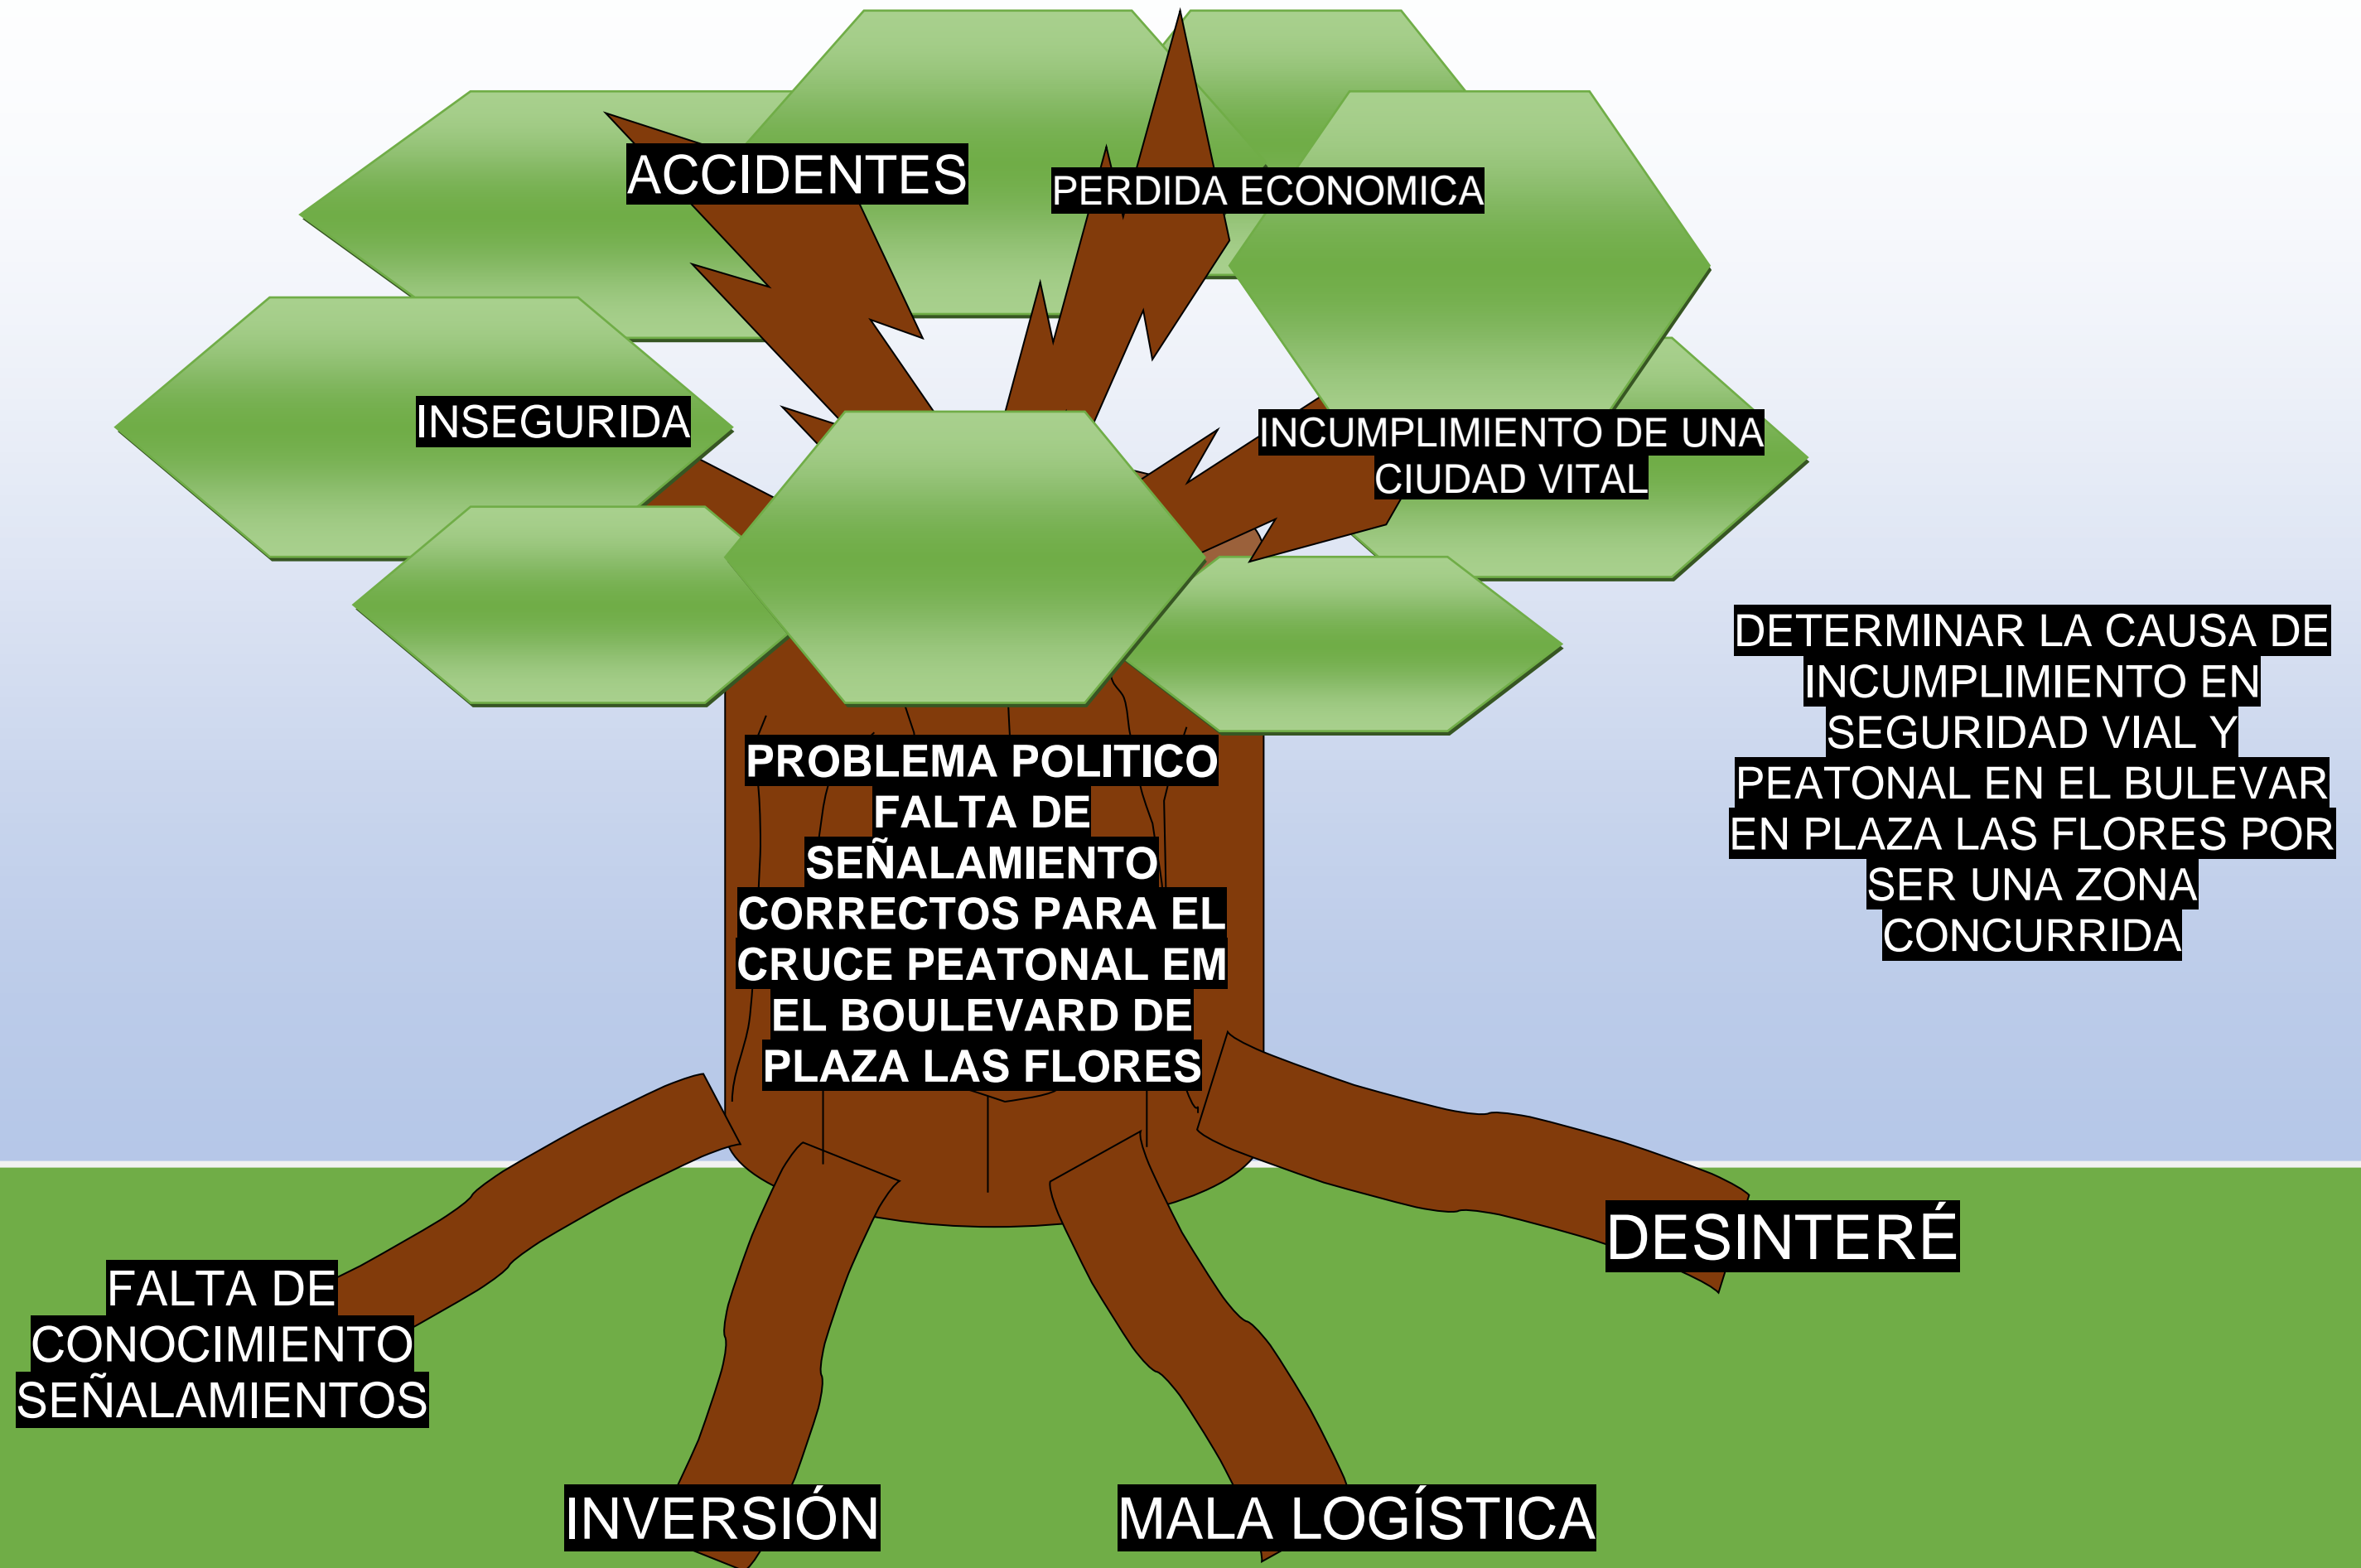 ACCIDENTES
PERDIDA ECONOMICA
INSEGURIDA
INCUMPLIMIENTO DE UNA
CIUDAD VITAL
DETERMINAR LA CAUSA DE
INCUMPLIMIENTO EN
SEGURIDAD VIAL Y
PEATONAL EN EL BULEVAR
EN PLAZA LAS FLORES POR
SER UNA ZONA
CONCURRIDA
PROBLEMA POLITICO
FALTA DE
SEÑALAMIENTO
CORRECTOS PARA EL
CRUCE PEATONAL EM
EL BOULEVARD DE
PLAZA LAS FLORES
DESINTERÉ
FALTA DE
CONOCIMIENTO
SEÑALAMIENTOS
INVERSIÓN
MALA LOGÍSTICA